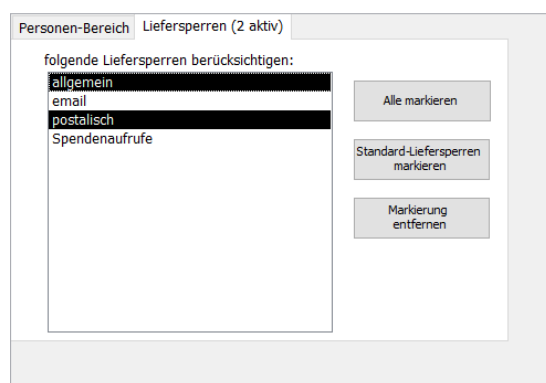 Personen-Bereich
Liefersperren (2 aktiv)
folgende Liefersperren berücksichtigen:
allgemein
email
postalisch
Spendenaufrufe
Alle markieren
Standard-Liefersperren
markieren
Markierung
entfernen